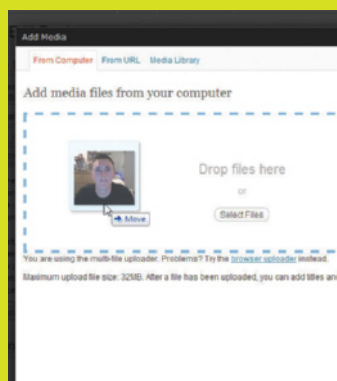 Add Media
From Computer From URL Media Library
Add media files from your computer
Drop files here
or
Select Files
Move
You are using the multi-file uploader. Problems? Try the browser uploader instead.
Maximum upload file size: 32MB. After a file has been uploaded, you can add titles and